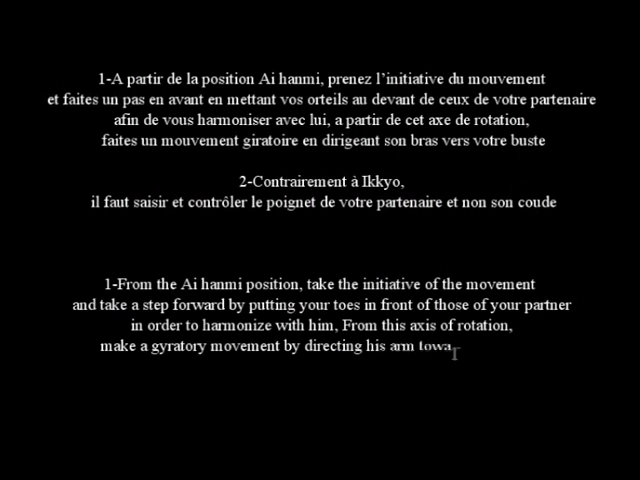 1-A partir de la position Ai hanmi, prenez l’initiative du mouvement
et faites un pas en avant en mettant vos orteils au devant de ceux de votre partenaire
afin de vous harmoniser avec lui, a partir de cet axe de rotation,
faites un mouvement giratoire en dirigeant son bras vers votre buste
2-Contrairement à Ikkyo,
il faut saisir et contrôler le poignet de votre partenaire et non son coude
1-From the Ai hanmi position, take the initiative of the movement
and take a step forward by putting your toes in front of those of your partner
in order to harmonize with him, From this axis of rotation,
make a gyratory movement by directing his arm